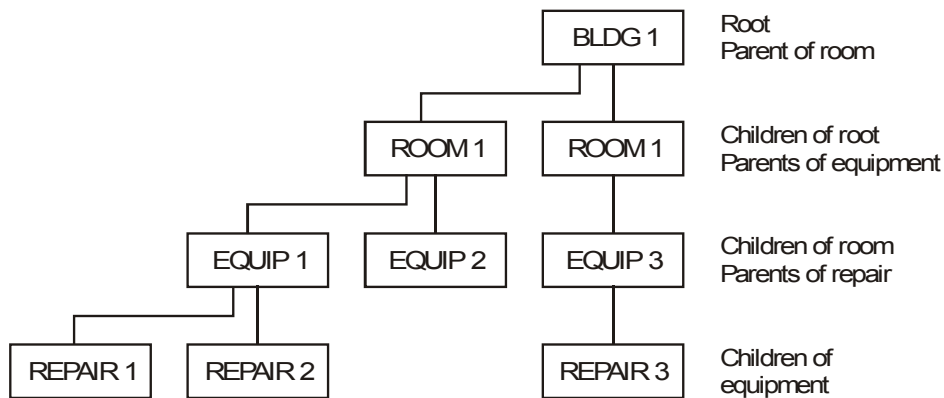 BLDG 1
Root
Parent of room
ROOM 1
ROOM 1
Children of root
Parents of equipment
EQUIP 1
EQUIP 2
EQUIP 3
Children of room
Parents of repair
REPAIR 1
REPAIR 2
REPAIR 3
Children of
equipment